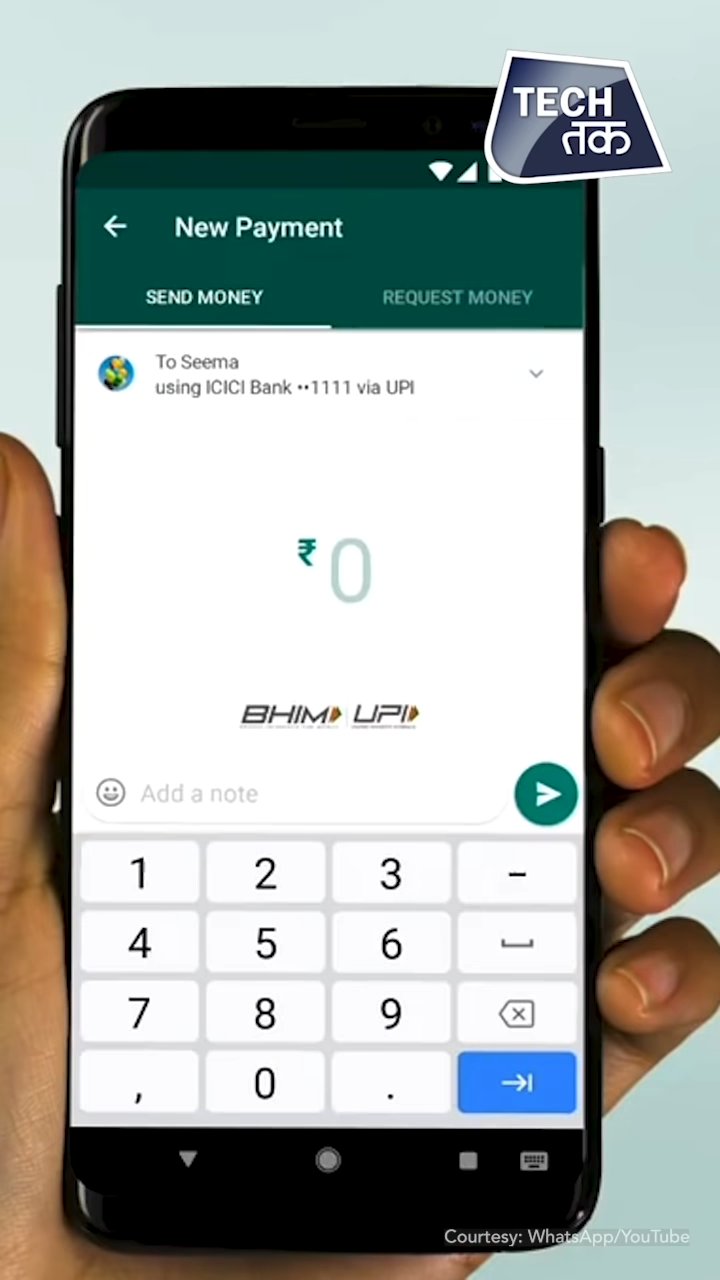 TECH
तक
New Payment
SEND MONEY
REQUEST MONEY
To Seema
using ICICI Bank ••1111 via UPI
₹ 0
BHIM UPI
Add a note
1 2 3 -
4 5 6
7 8 9
, 0 .
Courtesy: WhatsApp/YouTube